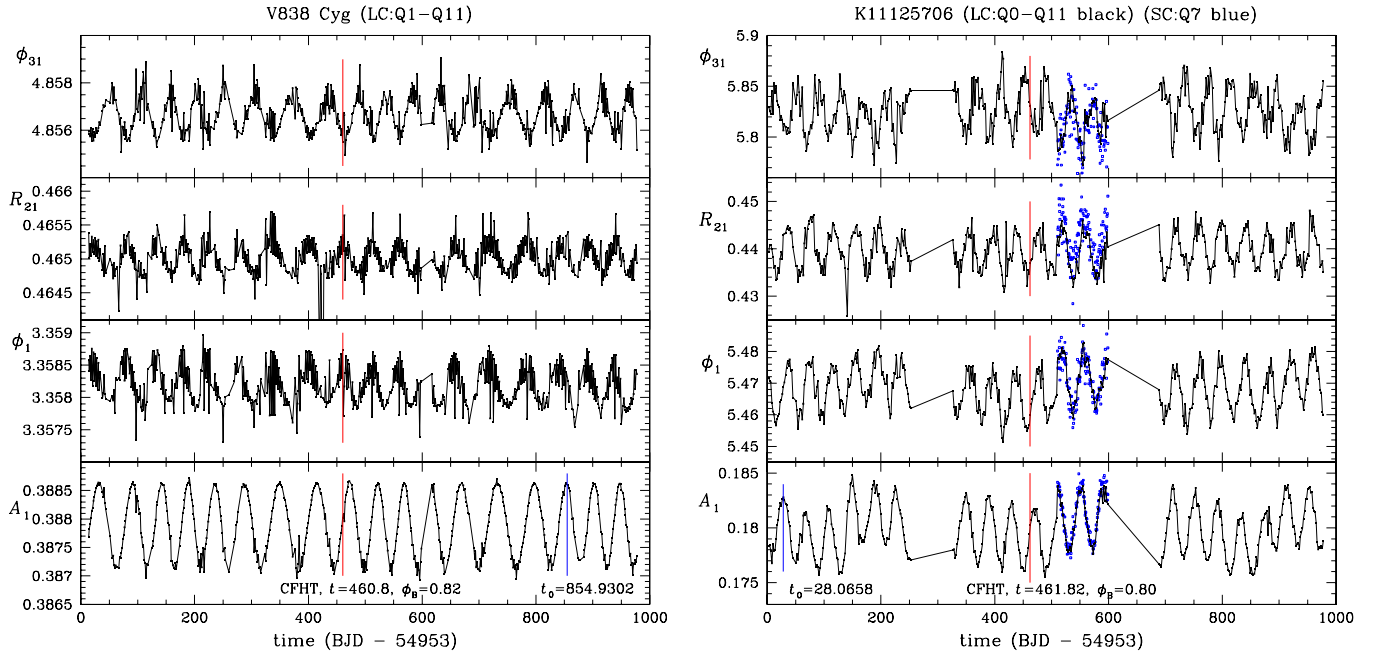 V838 Cyg (LC:Q1−Q11)
ϕ31
4.858
4.856
R21
0.466
0.4655
0.465
0.4645
ϕ1
3.359
3.3585
3.358
3.3575
A1
0.3885
0.388
0.3875
0.387
0.3865
CFHT, t=460.8, ϕB=0.82
t0=854.9302
0 200 400 600 800 1000
time (BJD − 54953)
K11125706 (LC:Q0−Q11 black) (SC:Q7 blue)
ϕ31
5.9
5.85
5.8
R21
0.45
0.44
0.43
ϕ1
5.48
5.47
5.46
5.45
A1
0.185
0.18
0.175
t0=28.0658
CFHT, t=461.82, ϕB=0.80
0 200 400 600 800 1000
time (BJD − 54953)